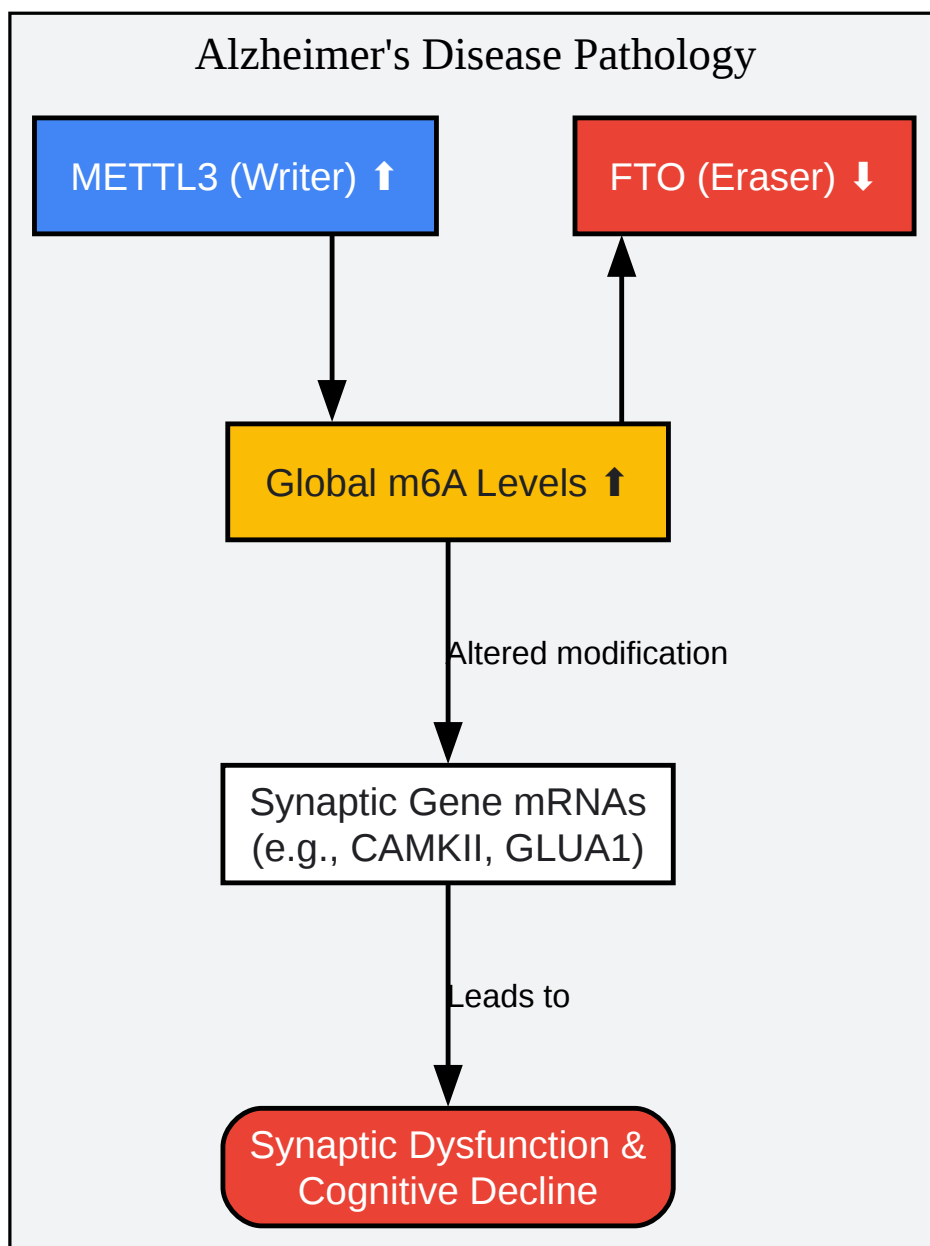 Alzheimer's Disease Pathology
METTL3 (Writer) ⬆
FTO (Eraser) ⬇
Global m6A Levels ⬆
Altered modification
Synaptic Gene mRNAs
(e.g., CAMKII, GLUA1)
Leads to
Synaptic Dysfunction &
Cognitive Decline